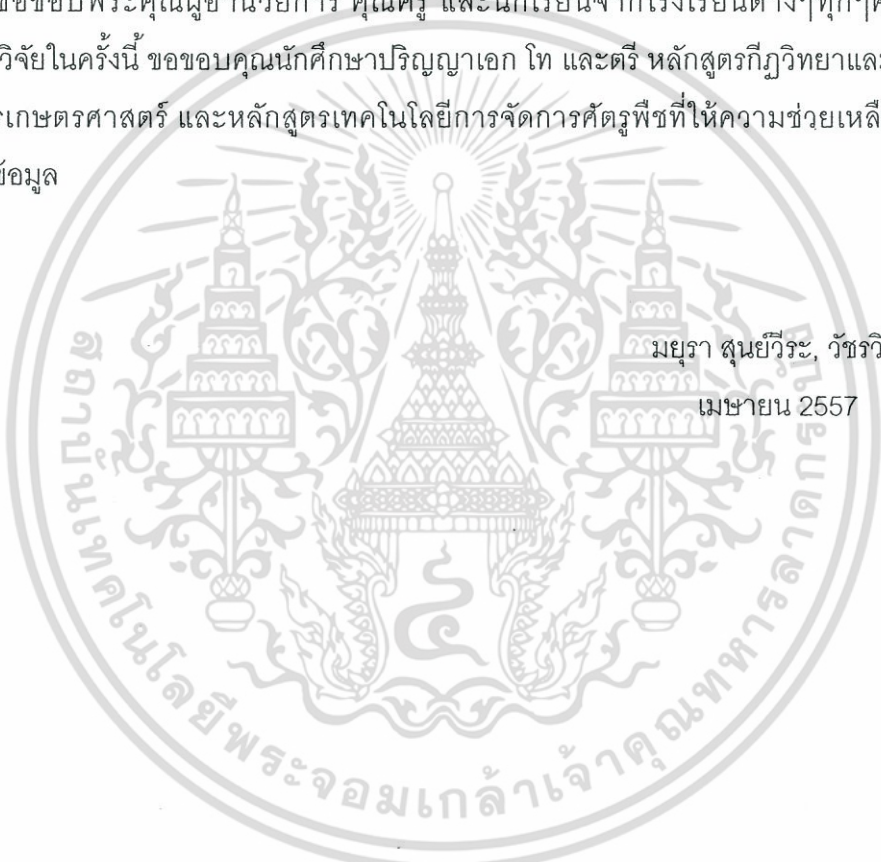 ขอขอบพระคุณผู้อำนวยการ คุณครู และนักเรียนจากโรงเรียนต่างๆทุกๆ
วิจัยในครั้งนี้ ขอขอบคุณนักศึกษาปริญญาเอก โท และตรี หลักสูตรกีฏวิทยาและ
เกษตรศาสตร์ และหลักสูตรเทคโนโลยีการจัดการศัตรูพืชที่ให้ความช่วยเหลื
ข้อมูล
มยุรา สุนย์วีระ, วัชรวิ
เมษายน 2557
สถาบันเทคโนโลยีพระจอมเกล้าเจ้าคุณทหารลาดกระบัง
๔